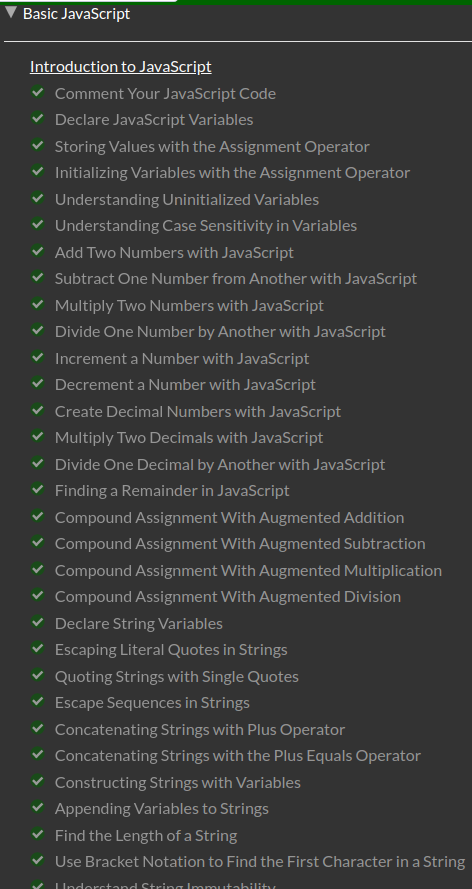 Basic JavaScript
Introduction to JavaScript
Comment Your JavaScript Code
Declare JavaScript Variables
Storing Values with the Assignment Operator
Initializing Variables with the Assignment Operator
Understanding Uninitialized Variables
Understanding Case Sensitivity in Variables
Add Two Numbers with JavaScript
Subtract One Number from Another with JavaScript
Multiply Two Numbers with JavaScript
Divide One Number by Another with JavaScript
Increment a Number with JavaScript
Decrement a Number with JavaScript
Create Decimal Numbers with JavaScript
Multiply Two Decimals with JavaScript
Divide One Decimal by Another with JavaScript
Finding a Remainder in JavaScript
Compound Assignment With Augmented Addition
Compound Assignment With Augmented Subtraction
Compound Assignment With Augmented Multiplication
Compound Assignment With Augmented Division
Declare String Variables
Escaping Literal Quotes in Strings
Quoting Strings with Single Quotes
Escape Sequences in Strings
Concatenating Strings with Plus Operator
Concatenating Strings with the Plus Equals Operator
Constructing Strings with Variables
Appending Variables to Strings
Find the Length of a String
Use Bracket Notation to Find the First Character in a String
Understand String Immutability